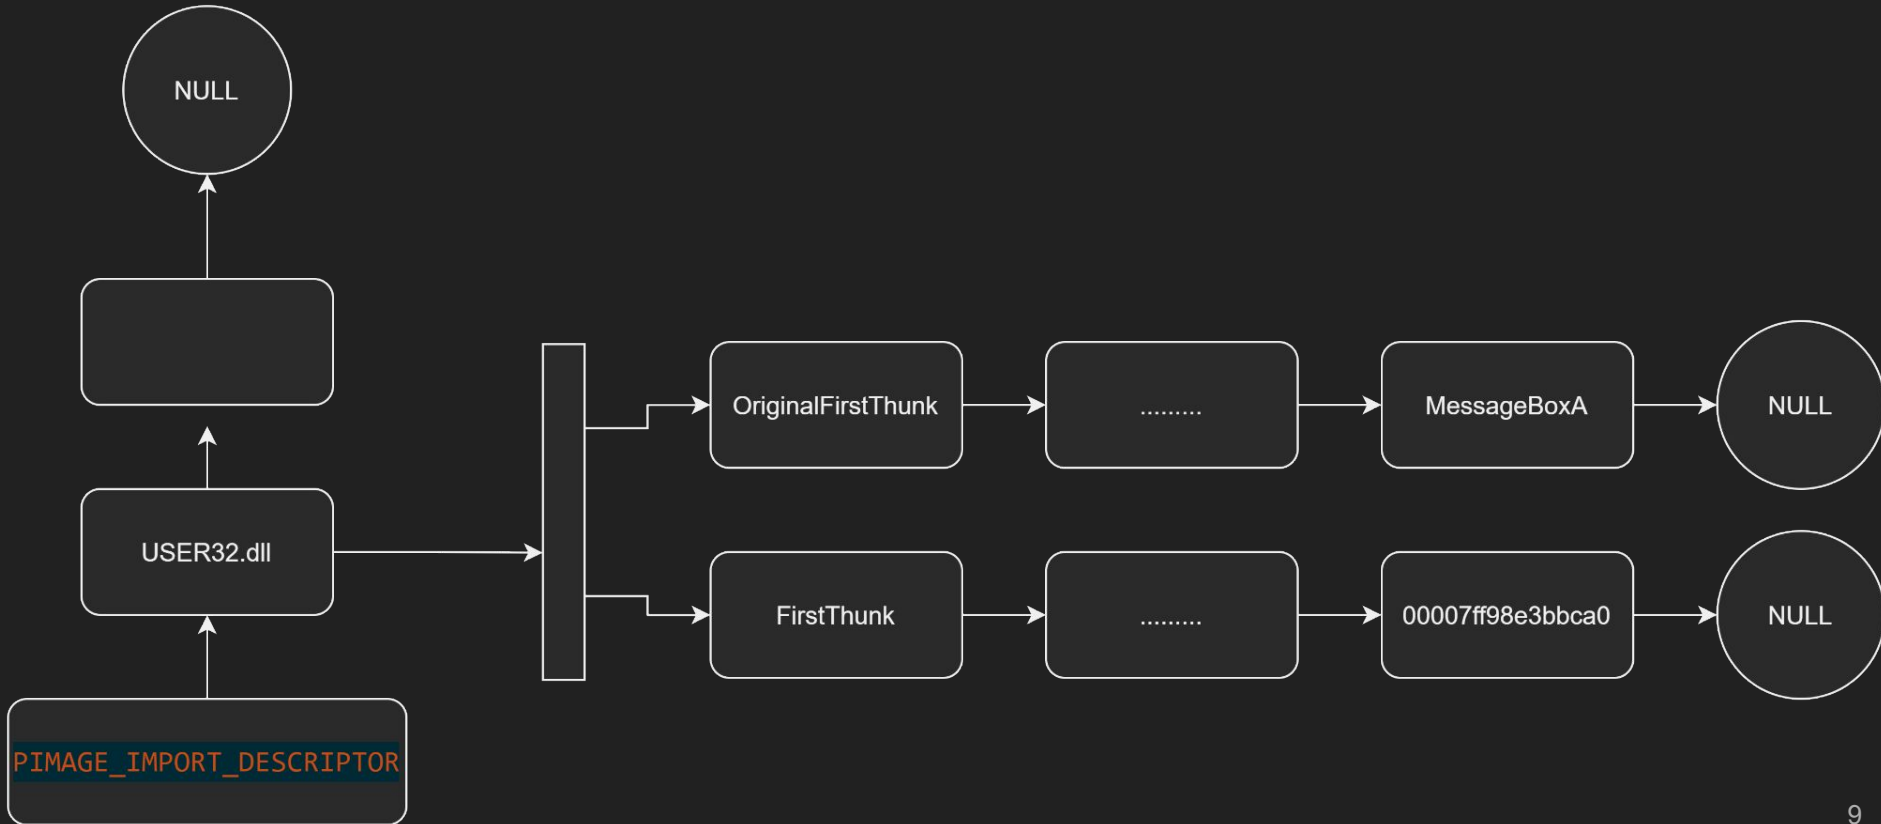 NULL
OriginalFirstThunk
.........
MessageBoxA
NULL
USER32.dll
FirstThunk
.........
00007ff98e3bbca0
NULL
PIMAGE_IMPORT_DESCRIPTOR
9